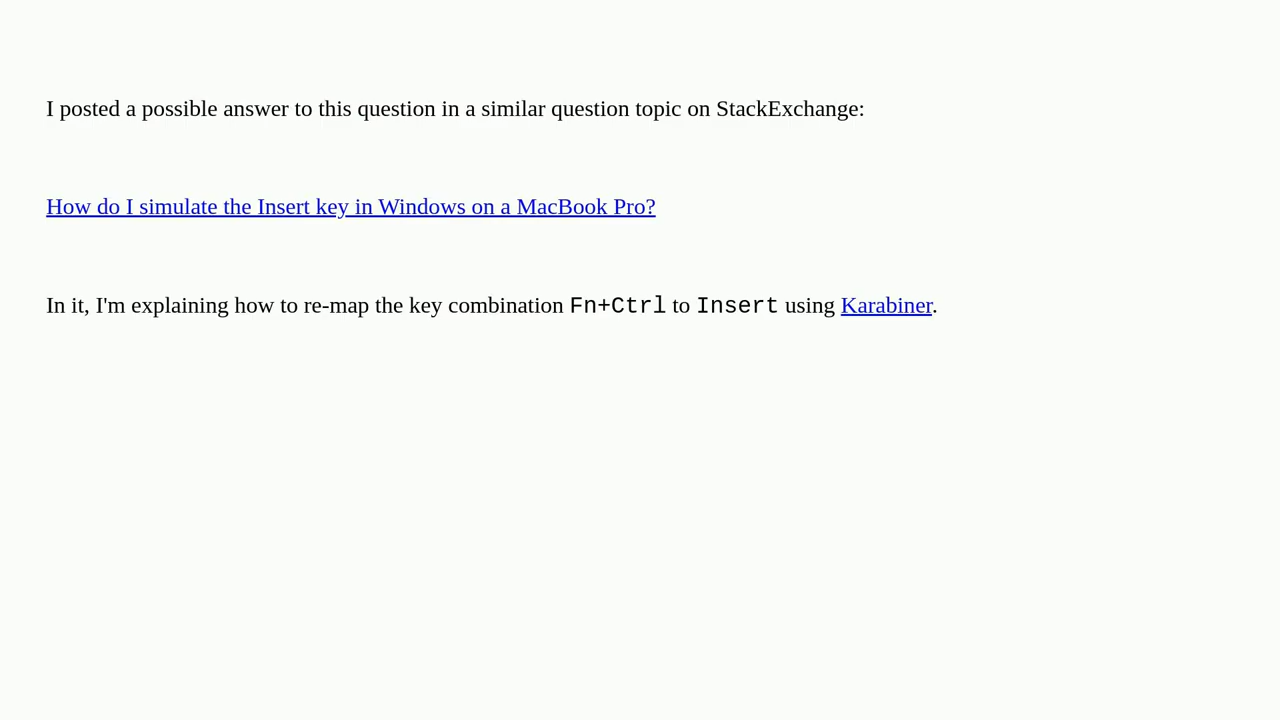 I posted a possible answer to this question in a similar question topic on StackExchange:
How do I simulate the Insert key in Windows on a MacBook Pro?
In it, I'm explaining how to re-map the key combination Fn+Ctrl to Insert using Karabiner.